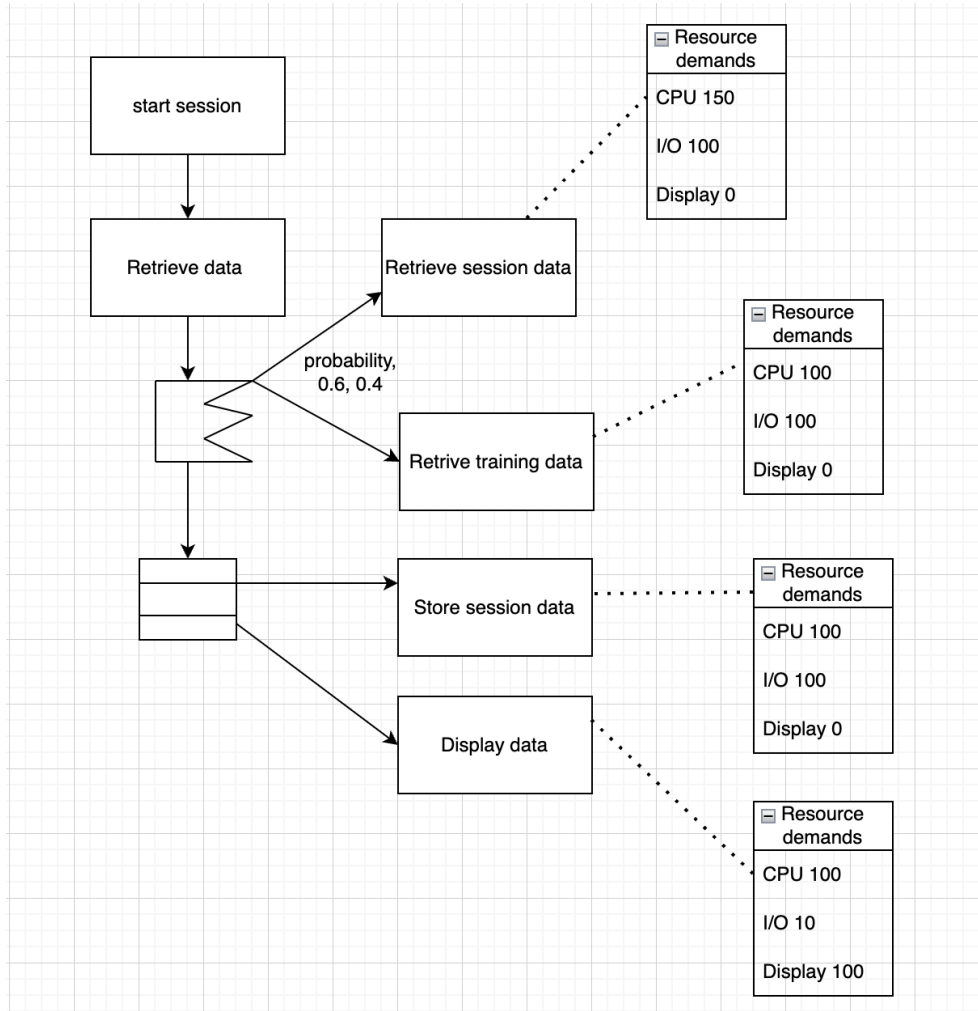 Resource
demands
CPU 150
I/O 100
Display 0
start session
Retrieve data
Retrieve session data
probability,
0.6, 0.4
Resource
demands
CPU 100
I/O 100
Display 0
Retrive training data
Store session data
Resource
demands
CPU 100
I/O 100
Display 0
Display data
Resource
demands
CPU 100
I/O 10
Display 100